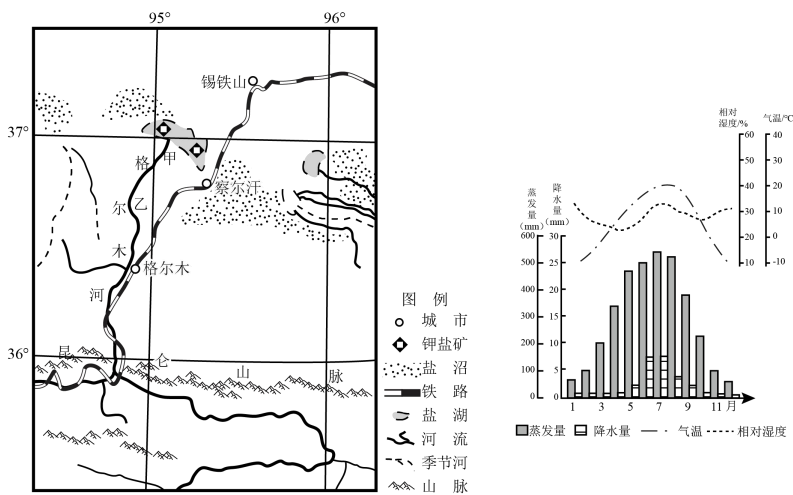 95° 96°
锡铁山
37°
格 甲
察尔汗
尔 乙
木
格尔木
河
36°
昆 仑 山 脉
图 例
城 市
钾盐矿
盐 沼
铁 路
盐 湖
河 流
季节河
山 脉
相对
湿度/% 气温/℃
60 40
50 30
40 20
30 10
20 0
10 -10
蒸发量(mm) 降水量(mm)
600 30
500 25
400 20
300 15
200 10
100 5
0 0
1 3 5 7 9 11 月
蒸发量 降水量 气温 相对湿度